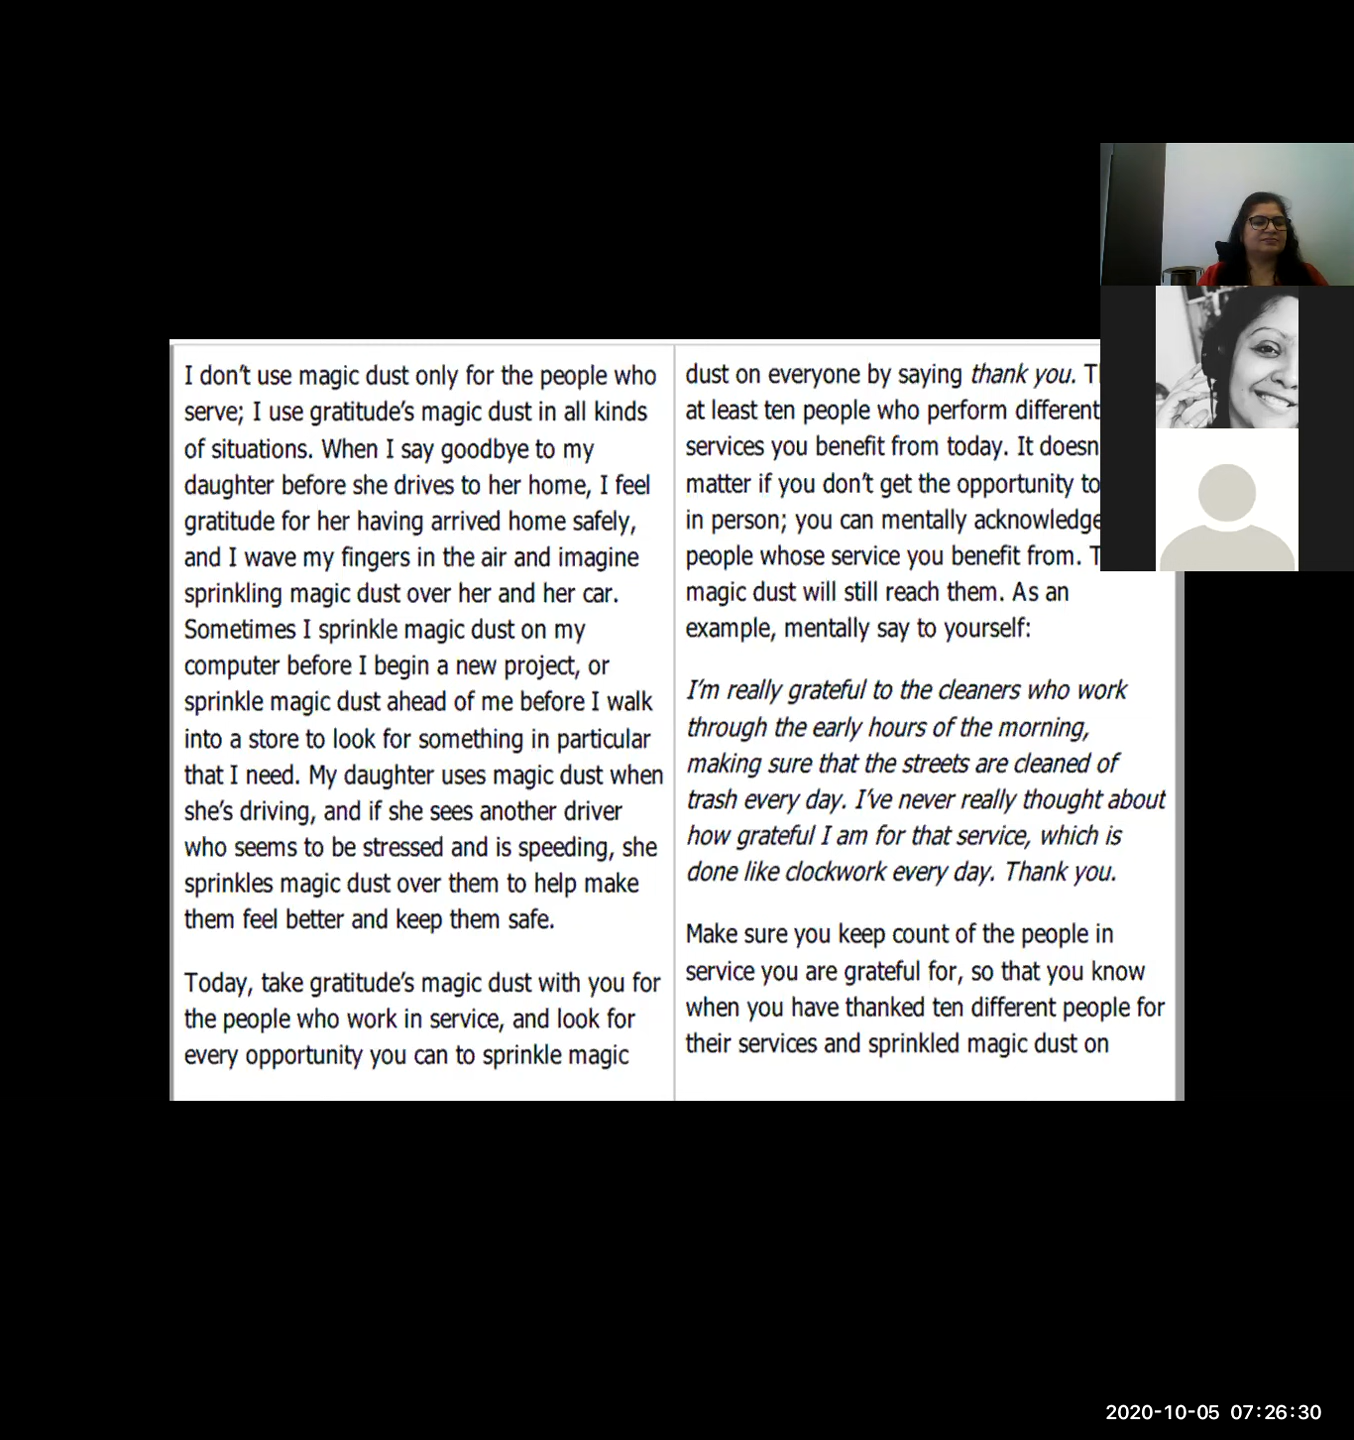 I don't use magic dust only for the people who
serve; I use gratitude's magic dust in all kinds
of situations. When I say goodbye to my
daughter before she drives to her home, I feel
gratitude for her having arrived home safely,
and I wave my fingers in the air and imagine
sprinkling magic dust over her and her car.
Sometimes I sprinkle magic dust on my
computer before I begin a new project, or
sprinkle magic dust ahead of me before I walk
into a store to look for something in particular
that I need. My daughter uses magic dust when
she's driving, and if she sees another driver
who seems to be stressed and is speeding, she
sprinkles magic dust over them to help make
them feel better and keep them safe.
Today, take gratitude's magic dust with you for
the people who work in service, and look for
every opportunity you can to sprinkle magic
dust on everyone by saying thank you.
at least ten people who perform different
services you benefit from today. It
matter if you don't get the opportunity to
in person; you can mentally acknowledge
people whose service you benefit from.
magic dust will still reach them. As an
example, mentally say to yourself:
I'm really grateful to the cleaners who work
through the early hours of the morning,
making sure that the streets are cleaned of
trash every day. I've never really thought about
how grateful I am for that service, which is
done like clockwork every day. Thank you.
Make sure you keep count of the people in
service you are grateful for, so that you know
when you have thanked ten different people for
their services and sprinkled magic dust on
2020-10-05 07:26:30